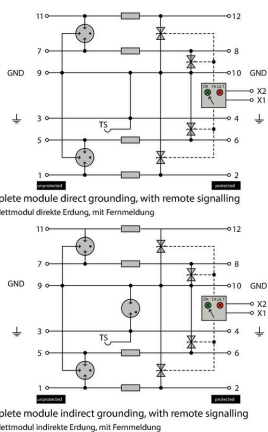 11 12
7 8
GND 9 10 GND
OK FAULT
X2
X1
3 4
TS
5 6
1 2
unprotected protected
plete module direct grounding, with remote signalling
lettmodul direkte Erdung, mit Fernmeldung
11 12
7 8
GND 9 10 GND
OK FAULT
X2
X1
3 4
TS
5 6
1 2
unprotected protected
plete module indirect grounding, with remote signalling
lettmodul indirekte Erdung, mit Fernmeldung